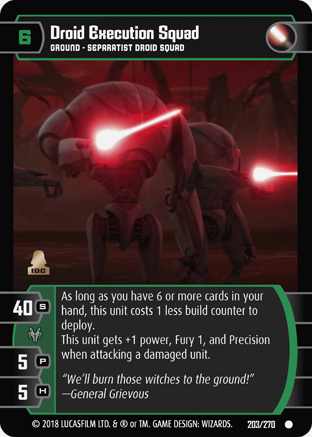 6 Droid Execution Squad
GROUND - SEPARATIST DROID SQUAD
IDC
40 S
5 P
5 H
As long as you have 6 or more cards in your
hand, this unit costs 1 less build counter to
deploy.
This unit gets +1 power, Fury 1, and Precision
when attacking a damaged unit.
“We’ll burn those witches to the ground!”
—General Grievous
© 2018 LUCASFILM LTD. & ® or TM. GAME DESIGN: WIZARDS. 203/270